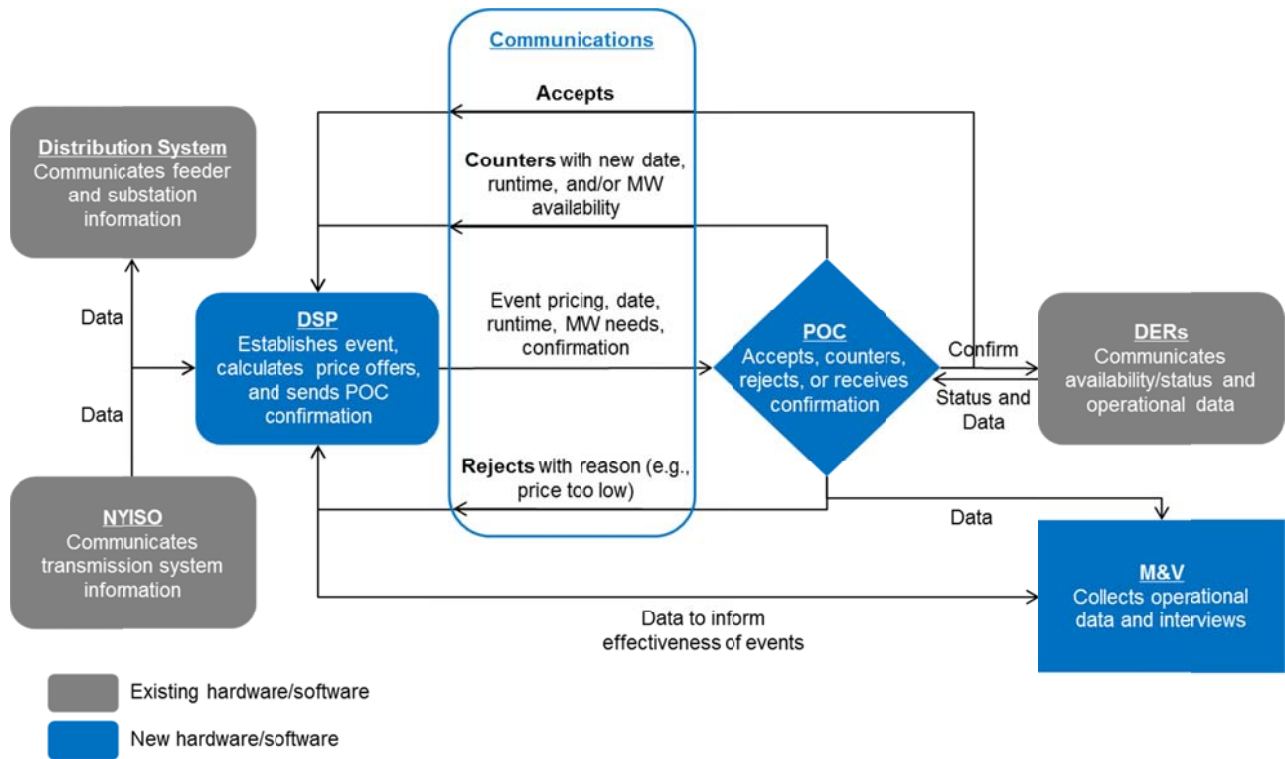 Communications
Accepts
Distribution System
Communicates feeder
and substation
information
Counters with new date,
runtime, and/or MW
availability
Data
DSP
Establishes event,
calculates price offers,
and sends POC
confirmation
Event pricing, date,
runtime, MW needs,
confirmation
POC
Accepts, counters,
rejects, or receives
confirmation
Confirm
Status and
Data
DERs
Communicates
availability/status and
operational data
Data
Rejects with reason (e.g.,
price too low)
NYISO
Communicates
transmission system
information
Data
M&V
Collects operational
data and interviews
Data to inform
effectiveness of events
Existing hardware/software
New hardware/software